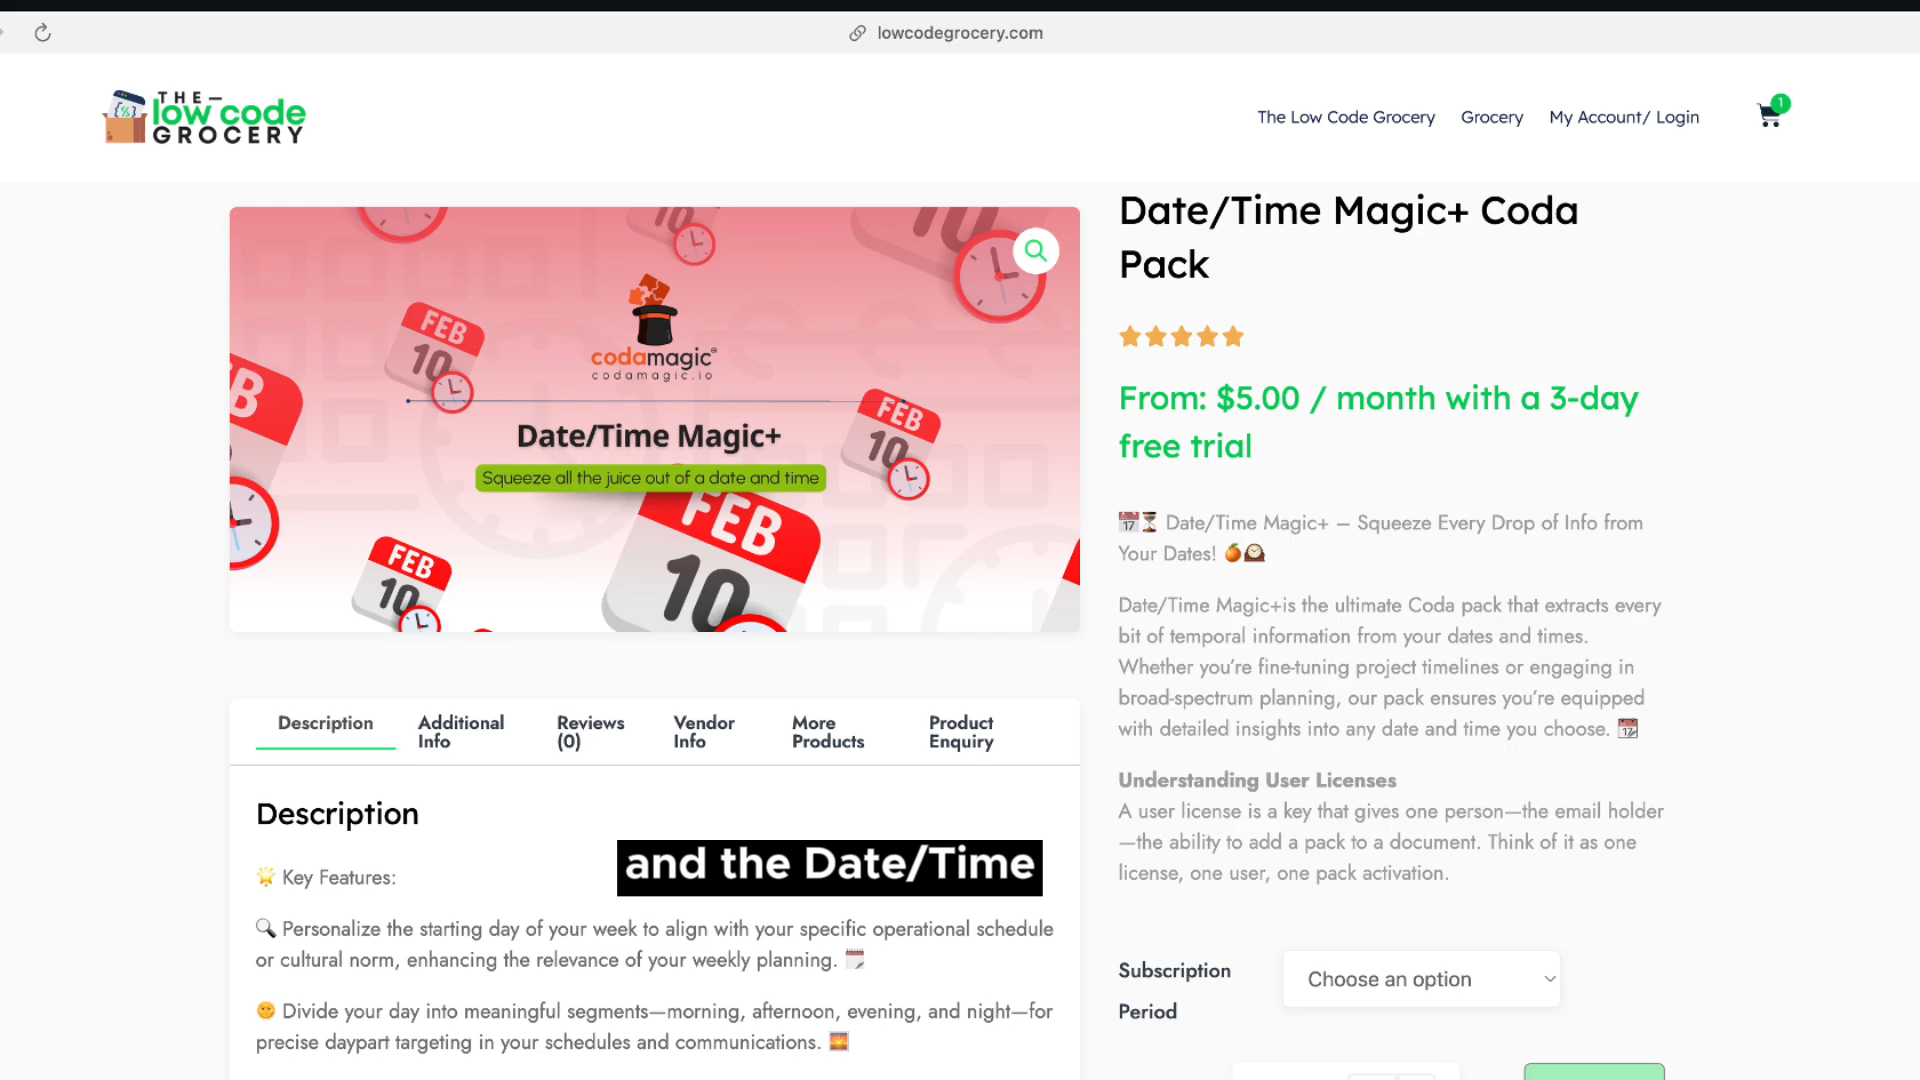 lowcodegrocery.com
THE
low code
GROCERY
The Low Code Grocery
Grocery
My Account/ Login
1
10
10
FEB
10
codamagic®
codamagic.io
FEB
10
B
Date/Time Magic+
Squeeze all the juice out of a date and time
FEB
10
FEB
10
Date/Time Magic+ Coda
Pack
From: $5.00 / month with a 3-day
free trial
Date/Time Magic+ – Squeeze Every Drop of Info from
Your Dates!
Date/Time Magic+is the ultimate Coda pack that extracts every
bit of temporal information from your dates and times.
Whether you're fine-tuning project timelines or engaging in
broad-spectrum planning, our pack ensures you're equipped
with detailed insights into any date and time you choose.
Understanding User Licenses
A user license is a key that gives one person—the email holder
—the ability to add a pack to a document. Think of it as one
license, one user, one pack activation.
Subscription
Period
Choose an option
Description
Additional
Info
Reviews
(0)
Vendor
Info
More
Products
Product
Enquiry
Description
and the Date/Time
Key Features:
Personalize the starting day of your week to align with your specific operational schedule
or cultural norm, enhancing the relevance of your weekly planning.
Divide your day into meaningful segments—morning, afternoon, evening, and night—for
precise daypart targeting in your schedules and communications.